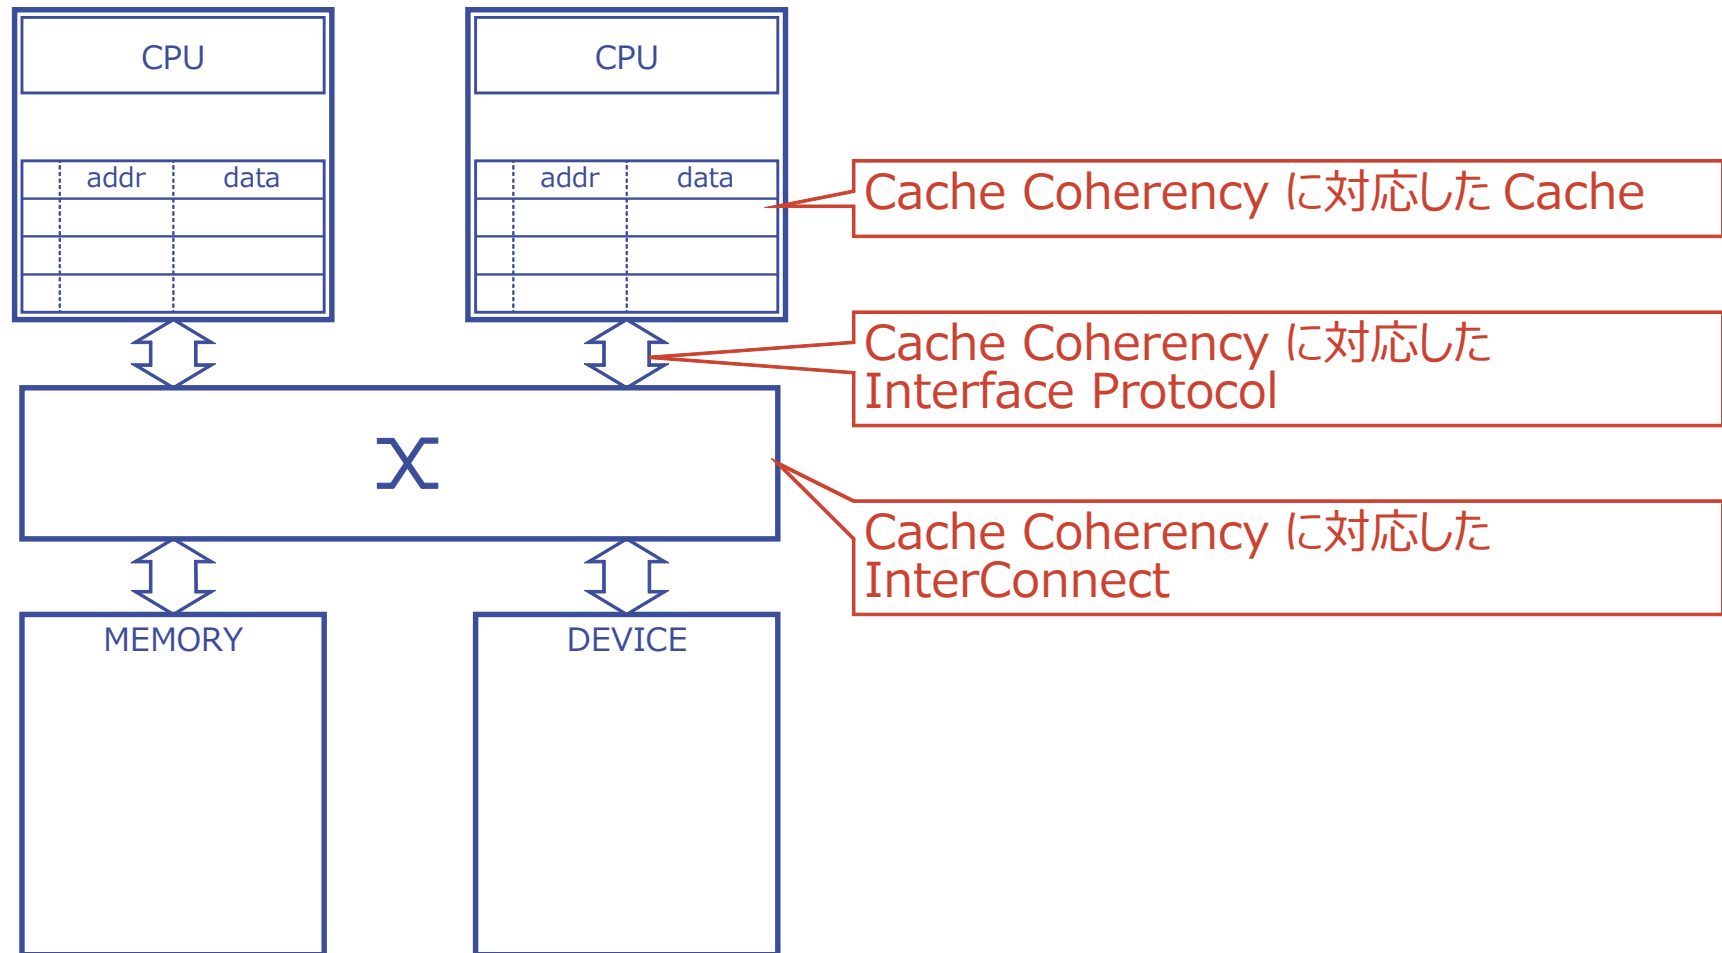 CPU
CPU
addr data
addr data
Cache Coherency に対応した Cache
Cache Coherency に対応した
Interface Protocol
Cache Coherency に対応した
InterConnect
MEMORY
DEVICE